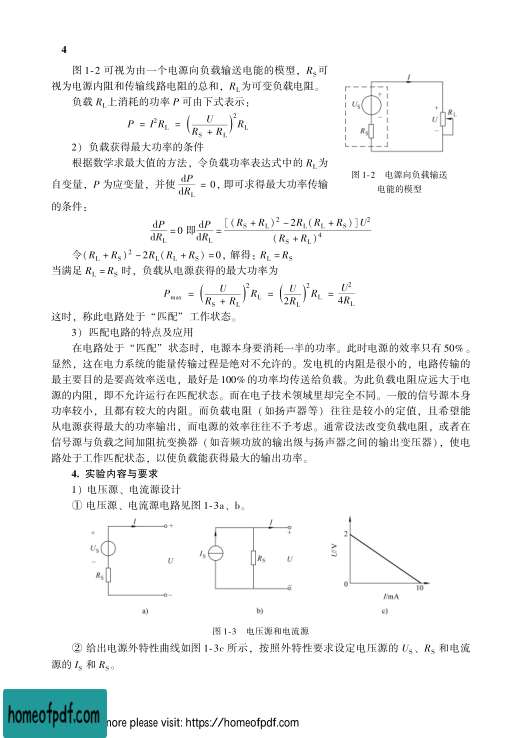 4
图 1-2 可视为由一个电源向负载输送电能的模型，R_S可
视为电源内阻和传输线路电阻的总和，R_L为可变负载电阻。
负载 R_L上消耗的功率 P 可由下式表示：
P = I²R_L = (U / (R_S + R_L))² R_L
2）负载获得最大功率的条件
根据数学求最大值的方法，令负载功率表达式中的 R_L为
自变量，P 为应变量，并使 dP/dR_L = 0，即可求得最大功率传输
的条件：
I
U_S
+
−
R_S
+
U
−
R_L
图 1-2 电源向负载输送
电能的模型
dP/dR_L = 0 即 dP/dR_L = [(R_S + R_L)² − 2R_L(R_L + R_S)]U² / (R_S + R_L)⁴
令(R_L + R_S)² − 2R_L(R_L + R_S) = 0，解得：R_L = R_S
当满足 R_L = R_S 时，负载从电源获得的最大功率为
P_max = (U / (R_S + R_L))² R_L = (U / 2R_L)² R_L = U² / 4R_L
这时，称此电路处于“匹配”工作状态。
3）匹配电路的特点及应用
在电路处于“匹配”状态时，电源本身要消耗一半的功率。此时电源的效率只有 50%。
显然，这在电力系统的能量传输过程是绝对不允许的。发电机的内阻是很小的，电路传输的
最主要目的是要高效率送电，最好是 100% 的功率均传送给负载。为此负载电阻应远大于电
源的内阻，即不允许运行在匹配状态。而在电子技术领域里却完全不同。一般的信号源本身
功率较小，且都有较大的内阻。而负载电阻（如扬声器等）往往是较小的定值，且希望能
从电源获得最大的功率输出，而电源的效率往往不予考虑。通常设法改变负载电阻，或者在
信号源与负载之间加阻抗变换器（如音频功放的输出级与扬声器之间的输出变压器），使电
路处于工作匹配状态，以使负载能获得最大的输出功率。
4. 实验内容与要求
1）电压源、电流源设计
① 电压源、电流源电路见图 1-3a、b。
I
+
+
U_S
−
U
R_S
−
a)
I
+
I_S
R_S
U
−
b)
U/V
2
0
10
I/mA
c)
图 1-3 电压源和电流源
② 给出电源外特性曲线如图 1-3c 所示，按照外特性要求设定电压源的 U_S、R_S 和电流
源的 I_S 和 R_S。
homeofpdf.com
ore please visit: https://homeofpdf.com